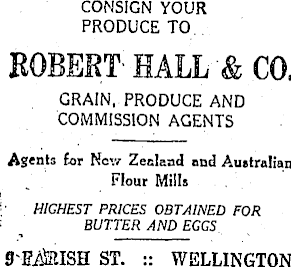 CONSIGN YOUR
PRODUCE TO
ROBERT HALL & CO.
GRAIN, PRODUCE AND
COMMISSION AGENTS
Agents for New Zealand and Australian
Flour Mills
HIGHEST PRICES OBTAINED FOR
BUTTER AND EGGS
9 FARISH ST. :: WELLINGTON